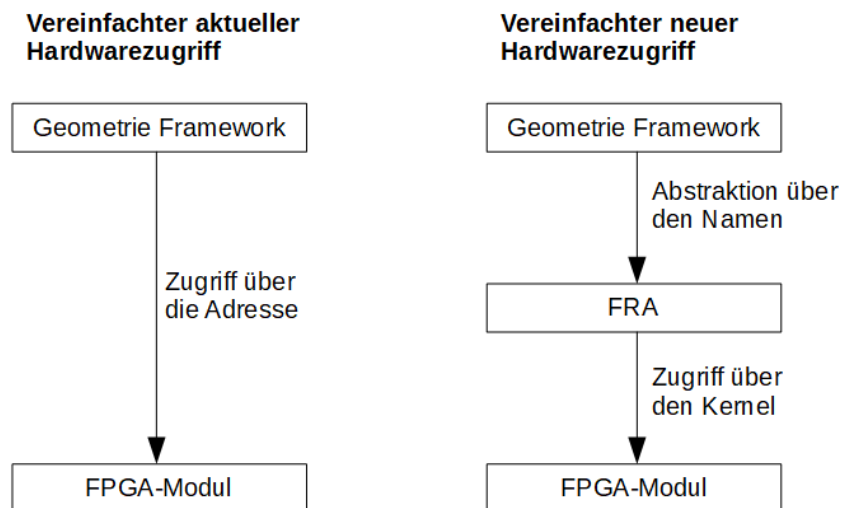 Vereinfachter aktueller
Hardwarezugriff
Geometrie Framework
Zugriff über
die Adresse
FPGA-Modul
Vereinfachter neuer
Hardwarezugriff
Geometrie Framework
Abstraktion über
den Namen
FRA
Zugriff über
den Kernel
FPGA-Modul